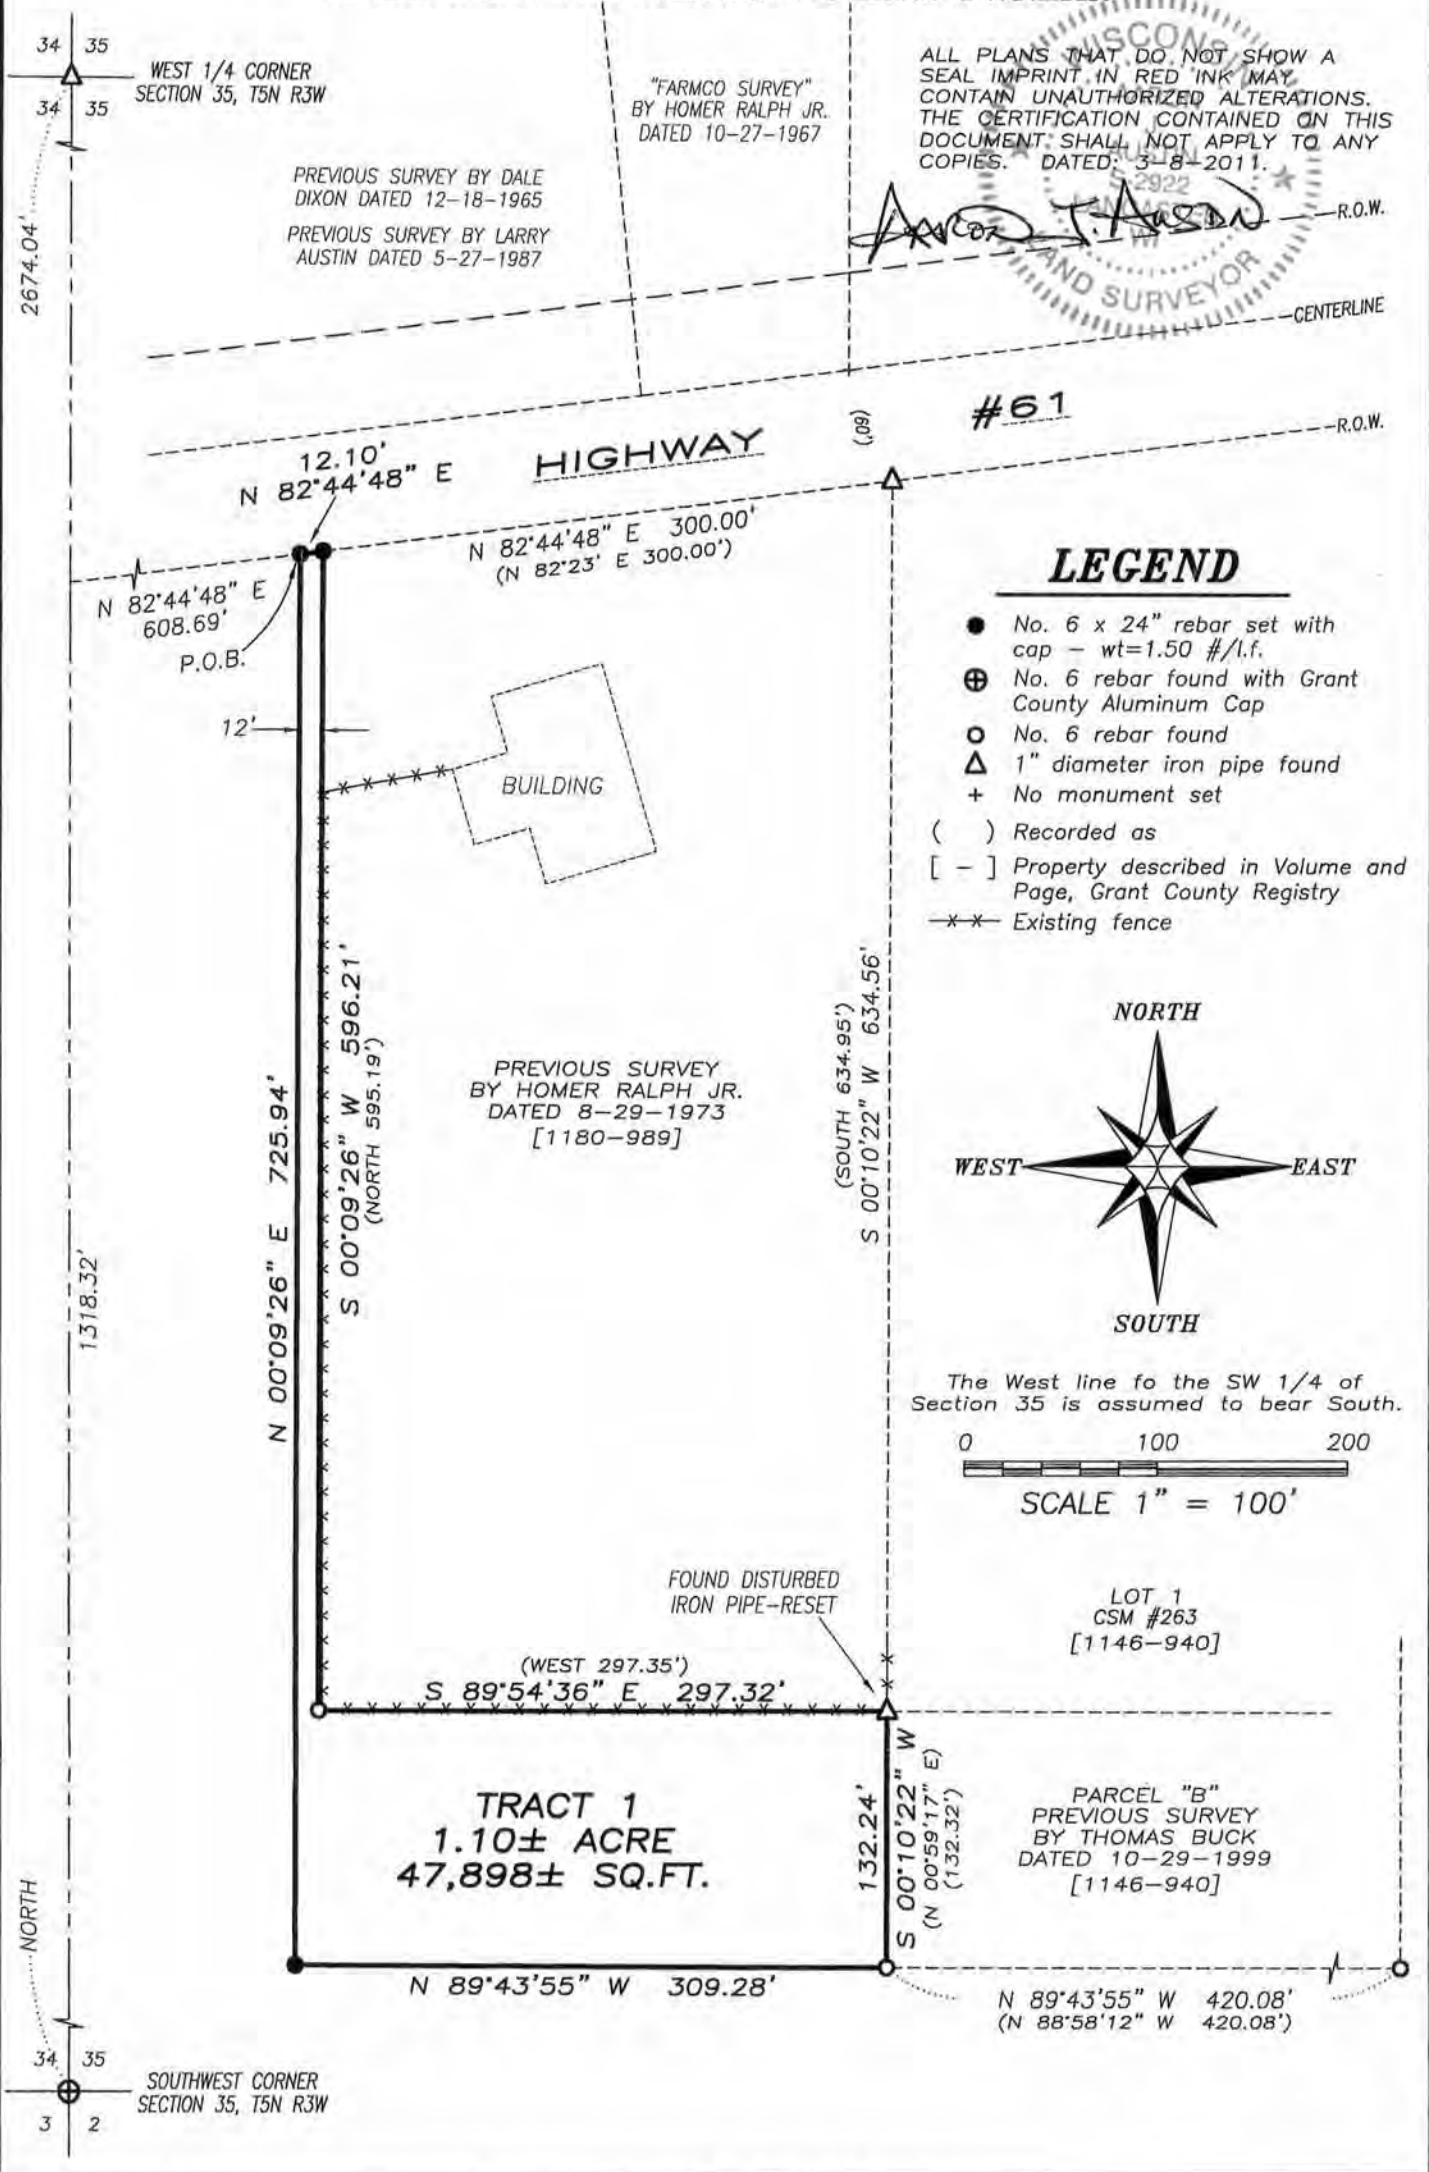 34 35
WEST 1/4 CORNER
SECTION 35, T5N R3W
34 35
2674.04'
PREVIOUS SURVEY BY DALE
DIXON DATED 12-18-1965
PREVIOUS SURVEY BY LARRY
AUSTIN DATED 5-27-1987
"FARMCO SURVEY"
BY HOMER RALPH JR.
DATED 10-27-1967
ALL PLANS THAT DO NOT SHOW A
SEAL IMPRINT IN RED INK MAY
CONTAIN UNAUTHORIZED ALTERATIONS.
THE CERTIFICATION CONTAINED ON THIS
DOCUMENT SHALL NOT APPLY TO ANY
COPIES. DATED: 3-8-2011.
WISCONSIN
AARON
J.
AUSTIN
S-2922
LANCASTER
WI
LAND SURVEYOR
Aaron J. Austin
R.O.W.
CENTERLINE
HIGHWAY #61
(60')
R.O.W.
12.10'
N 82°44'48" E
N 82°44'48" E 300.00'
(N 82°23' E 300.00')
N 82°44'48" E
608.69'
P.O.B.
12'
BUILDING
LEGEND
No. 6 x 24" rebar set with
cap - wt=1.50 #/l.f.
No. 6 rebar found with Grant
County Aluminum Cap
No. 6 rebar found
1" diameter iron pipe found
+ No monument set
( ) Recorded as
[ - ] Property described in Volume and
Page, Grant County Registry
Existing fence
N 00°09'26" E 725.94'
S 00°09'26" W 596.21'
(NORTH 595.19')
PREVIOUS SURVEY
BY HOMER RALPH JR.
DATED 8-29-1973
[1180-989]
(SOUTH 634.95')
S 00°10'22" W 634.56'
NORTH
WEST
EAST
SOUTH
1318.32'
The West line fo the SW 1/4 of
Section 35 is assumed to bear South.
0 100 200
SCALE 1" = 100'
FOUND DISTURBED
IRON PIPE-RESET
LOT 1
CSM #263
[1146-940]
(WEST 297.35')
S 89°54'36" E 297.32'
TRACT 1
1.10± ACRE
47,898± SQ.FT.
132.24'
S 00°10'22" W
(N 00°59'17" E)
(132.32')
PARCEL "B"
PREVIOUS SURVEY
BY THOMAS BUCK
DATED 10-29-1999
[1146-940]
N 89°43'55" W 309.28'
N 89°43'55" W 420.08'
(N 88°58'12" W 420.08')
NORTH
34 35
SOUTHWEST CORNER
SECTION 35, T5N R3W
3 2